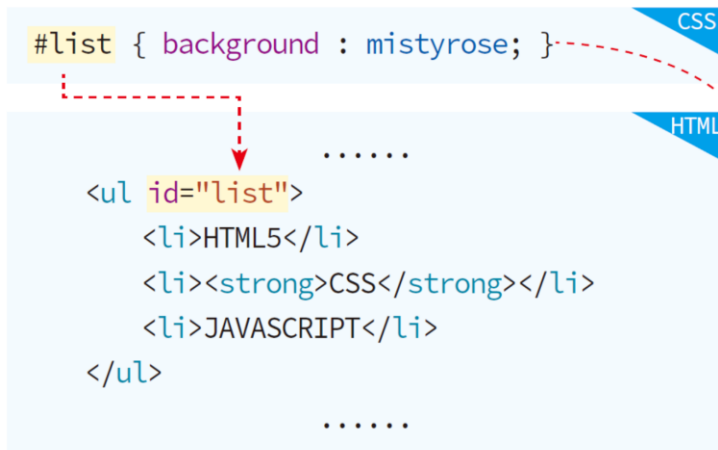 CSS
#list { background : mistyrose; }
HTML
......
<ul id="list">
<li>HTML5</li>
<li><strong>CSS</strong></li>
<li>JAVASCRIPT</li>
</ul>
......